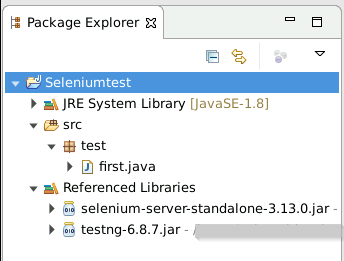 Package Explorer
Seleniumtest
JRE System Library [JavaSE-1.8]
src
test
first.java
Referenced Libraries
selenium-server-standalone-3.13.0.jar -
testng-6.8.7.jar -